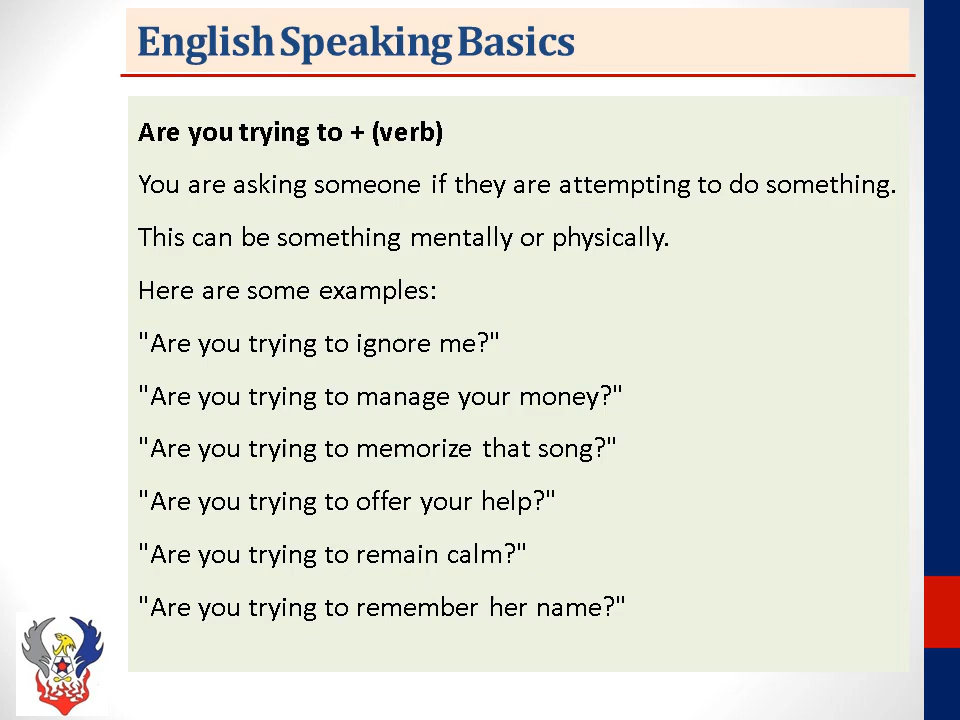 English Speaking Basics
Are you trying to + (verb)
You are asking someone if they are attempting to do something.
This can be something mentally or physically.
Here are some examples:
"Are you trying to ignore me?"
"Are you trying to manage your money?"
"Are you trying to memorize that song?"
"Are you trying to offer your help?"
"Are you trying to remain calm?"
"Are you trying to remember her name?"